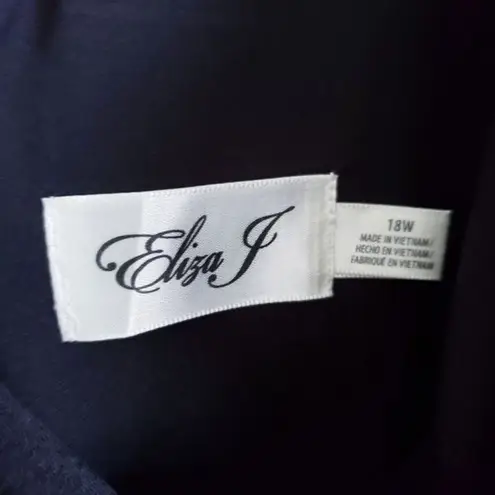 Eliza J
18W
MADE IN VIETNAM/
HECHO EN VIETNAM/
FABRIQUÉ EN VIETNAM